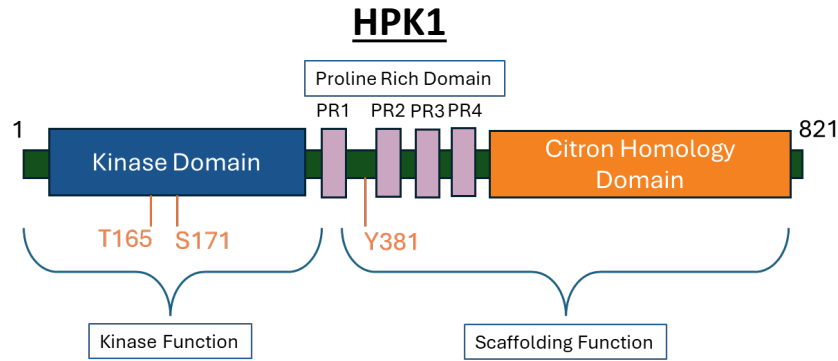 HPK1
Proline Rich Domain
PR1 PR2 PR3 PR4
1
821
Kinase Domain
Citron Homology
Domain
T165 S171
Y381
Kinase Function
Scaffolding Function